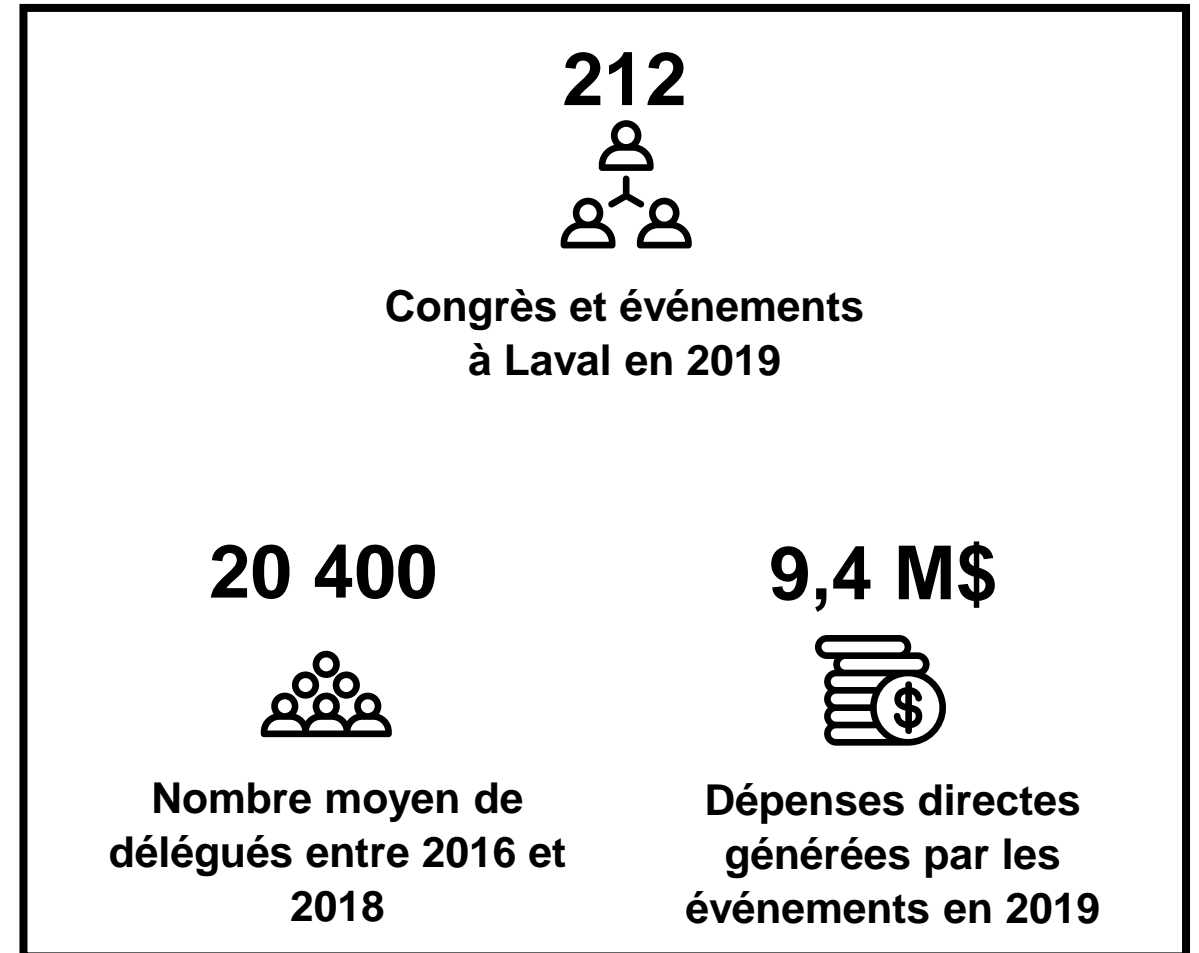 212
Congrès et événements
à Laval en 2019
20 400
Nombre moyen de
délégués entre 2016 et
2018
9,4 M$
$
Dépenses directes
générées par les
événements en 2019